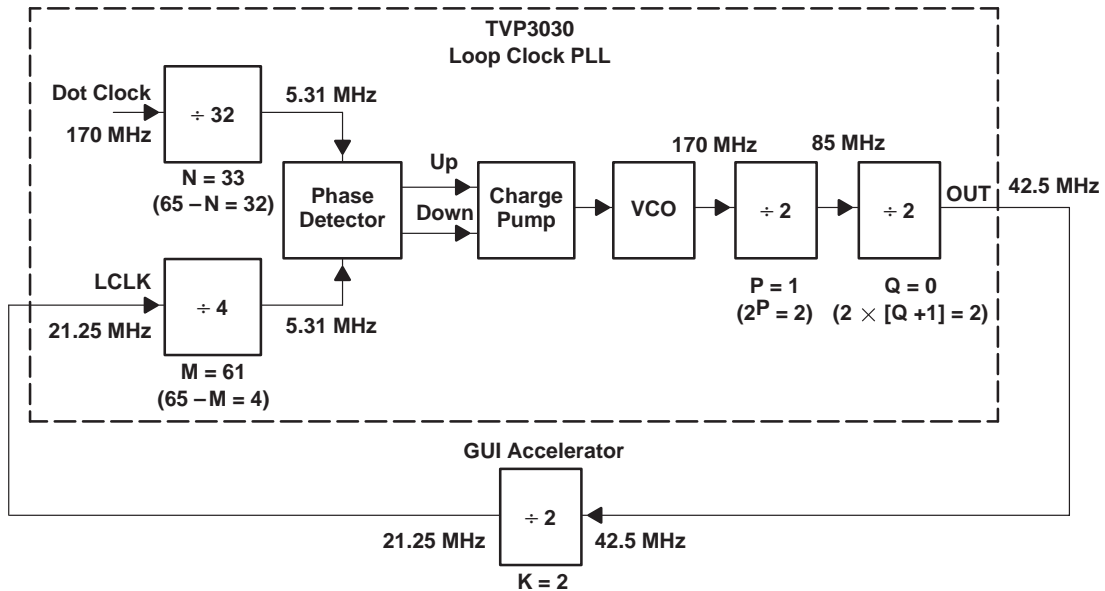 TVP3030
Loop Clock PLL
Dot Clock
170 MHz
÷ 32
5.31 MHz
N = 33
(65 – N = 32)
Phase
Detector
Up
Down
Charge
Pump
VCO
170 MHz
÷ 2
85 MHz
÷ 2
OUT
42.5 MHz
P = 1
(2^P = 2)
Q = 0
(2 × [Q +1] = 2)
LCLK
21.25 MHz
÷ 4
5.31 MHz
M = 61
(65 – M = 4)
GUI Accelerator
÷ 2
21.25 MHz
42.5 MHz
K = 2